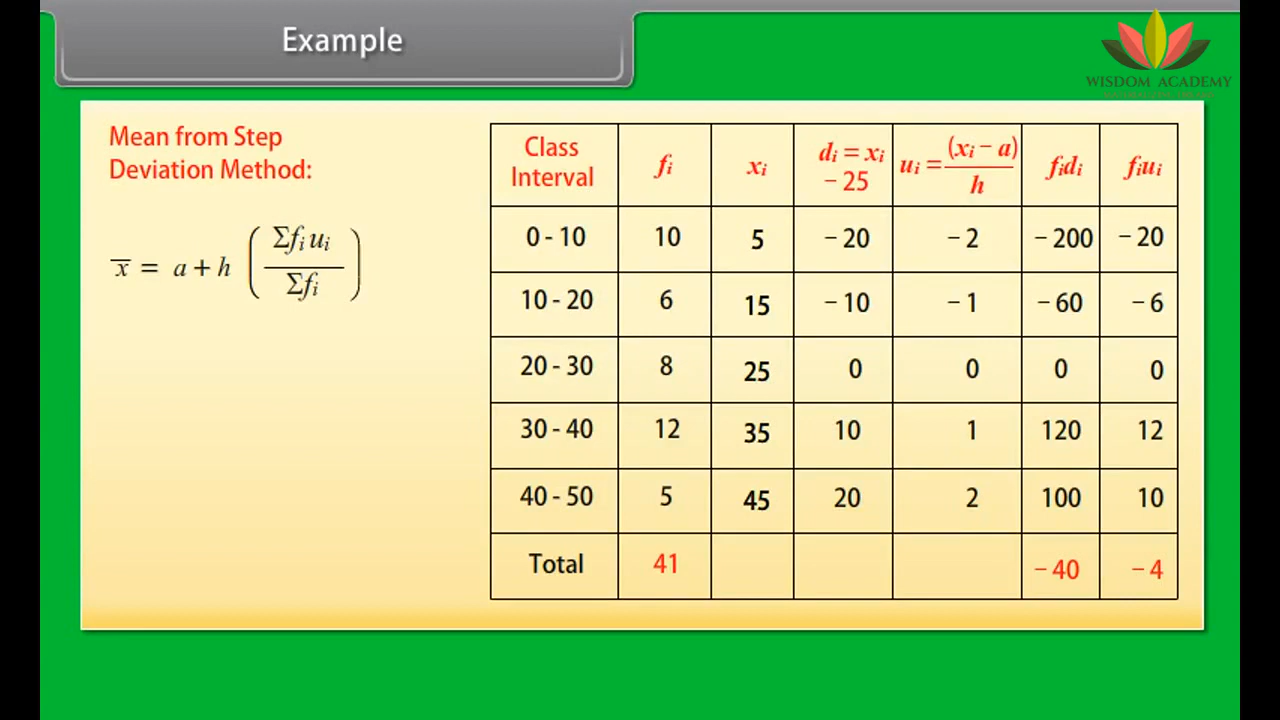 Example
WISDOM ACADEMY
Mean from Step
Deviation Method:
x̅ = a + h ( Σfᵢuᵢ / Σfᵢ )
Class Interval | fᵢ | xᵢ | dᵢ = xᵢ − 25 | uᵢ = (xᵢ − a) / h | fᵢdᵢ | fᵢuᵢ
0 - 10 | 10 | 5 | − 20 | − 2 | − 200 | − 20
10 - 20 | 6 | 15 | − 10 | − 1 | − 60 | − 6
20 - 30 | 8 | 25 | 0 | 0 | 0 | 0
30 - 40 | 12 | 35 | 10 | 1 | 120 | 12
40 - 50 | 5 | 45 | 20 | 2 | 100 | 10
Total | 41 | | | | − 40 | − 4